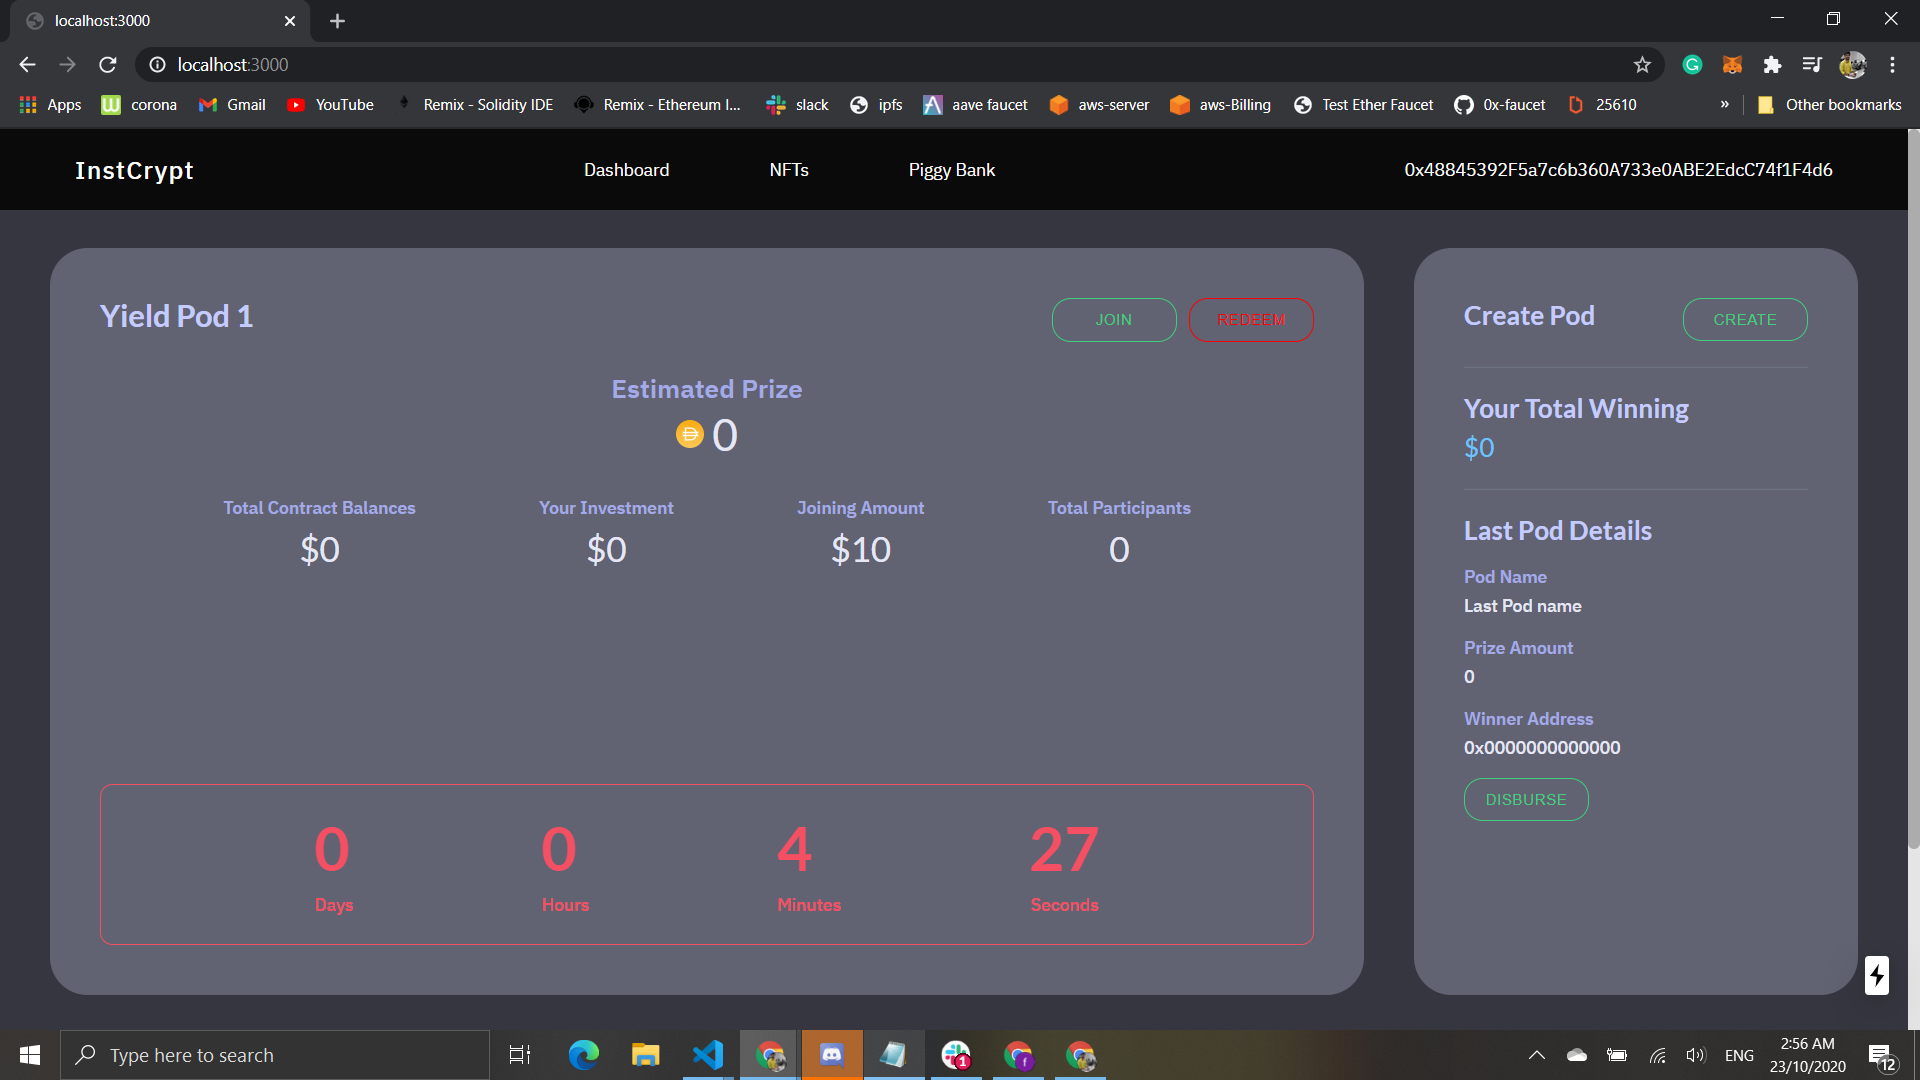 localhost:3000
localhost:3000
Apps corona Gmail YouTube Remix - Solidity IDE Remix - Ethereum I... slack ipfs aave faucet aws-server aws-Billing Test Ether Faucet 0x-faucet 25610 » Other bookmarks
InstCrypt Dashboard NFTs Piggy Bank 0x48845392F5a7c6b360A733e0ABE2EdcC74f1F4d6
Yield Pod 1 JOIN REDEEM
Estimated Prize
0
Total Contract Balances Your Investment Joining Amount Total Participants
$0 $0 $10 0
0 0 4 27
Days Hours Minutes Seconds
Create Pod CREATE
Your Total Winning
$0
Last Pod Details
Pod Name
Last Pod name
Prize Amount
0
Winner Address
0x0000000000000
DISBURSE
Type here to search
1
f
ENG
2:56 AM
23/10/2020
12